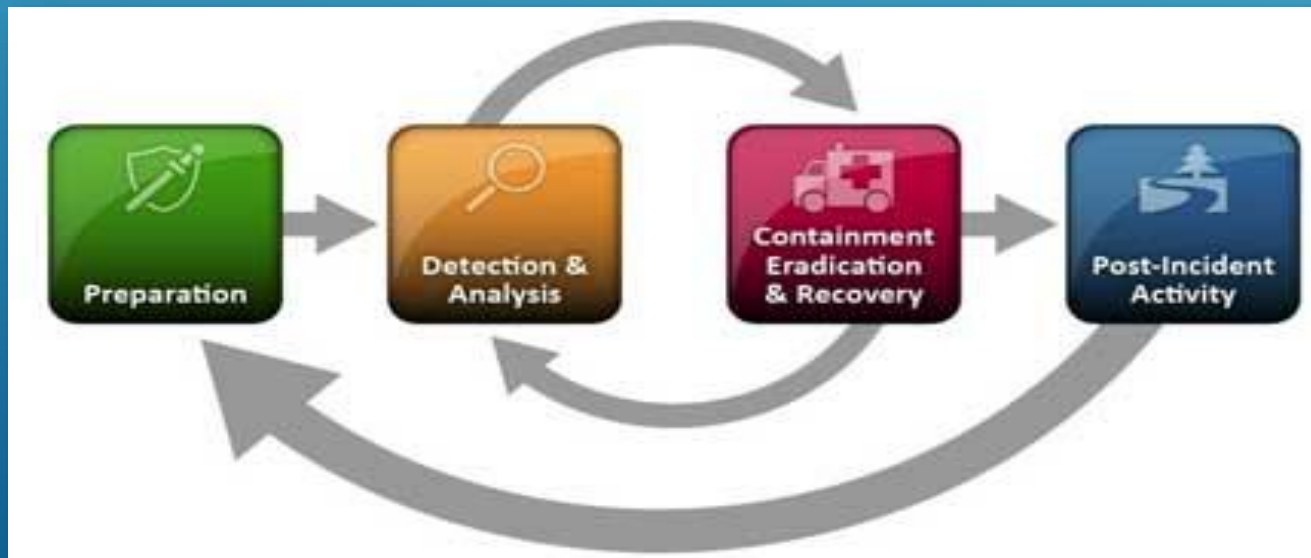 Preparation
Detection &
Analysis
Containment
Eradication
& Recovery
Post-Incident
Activity